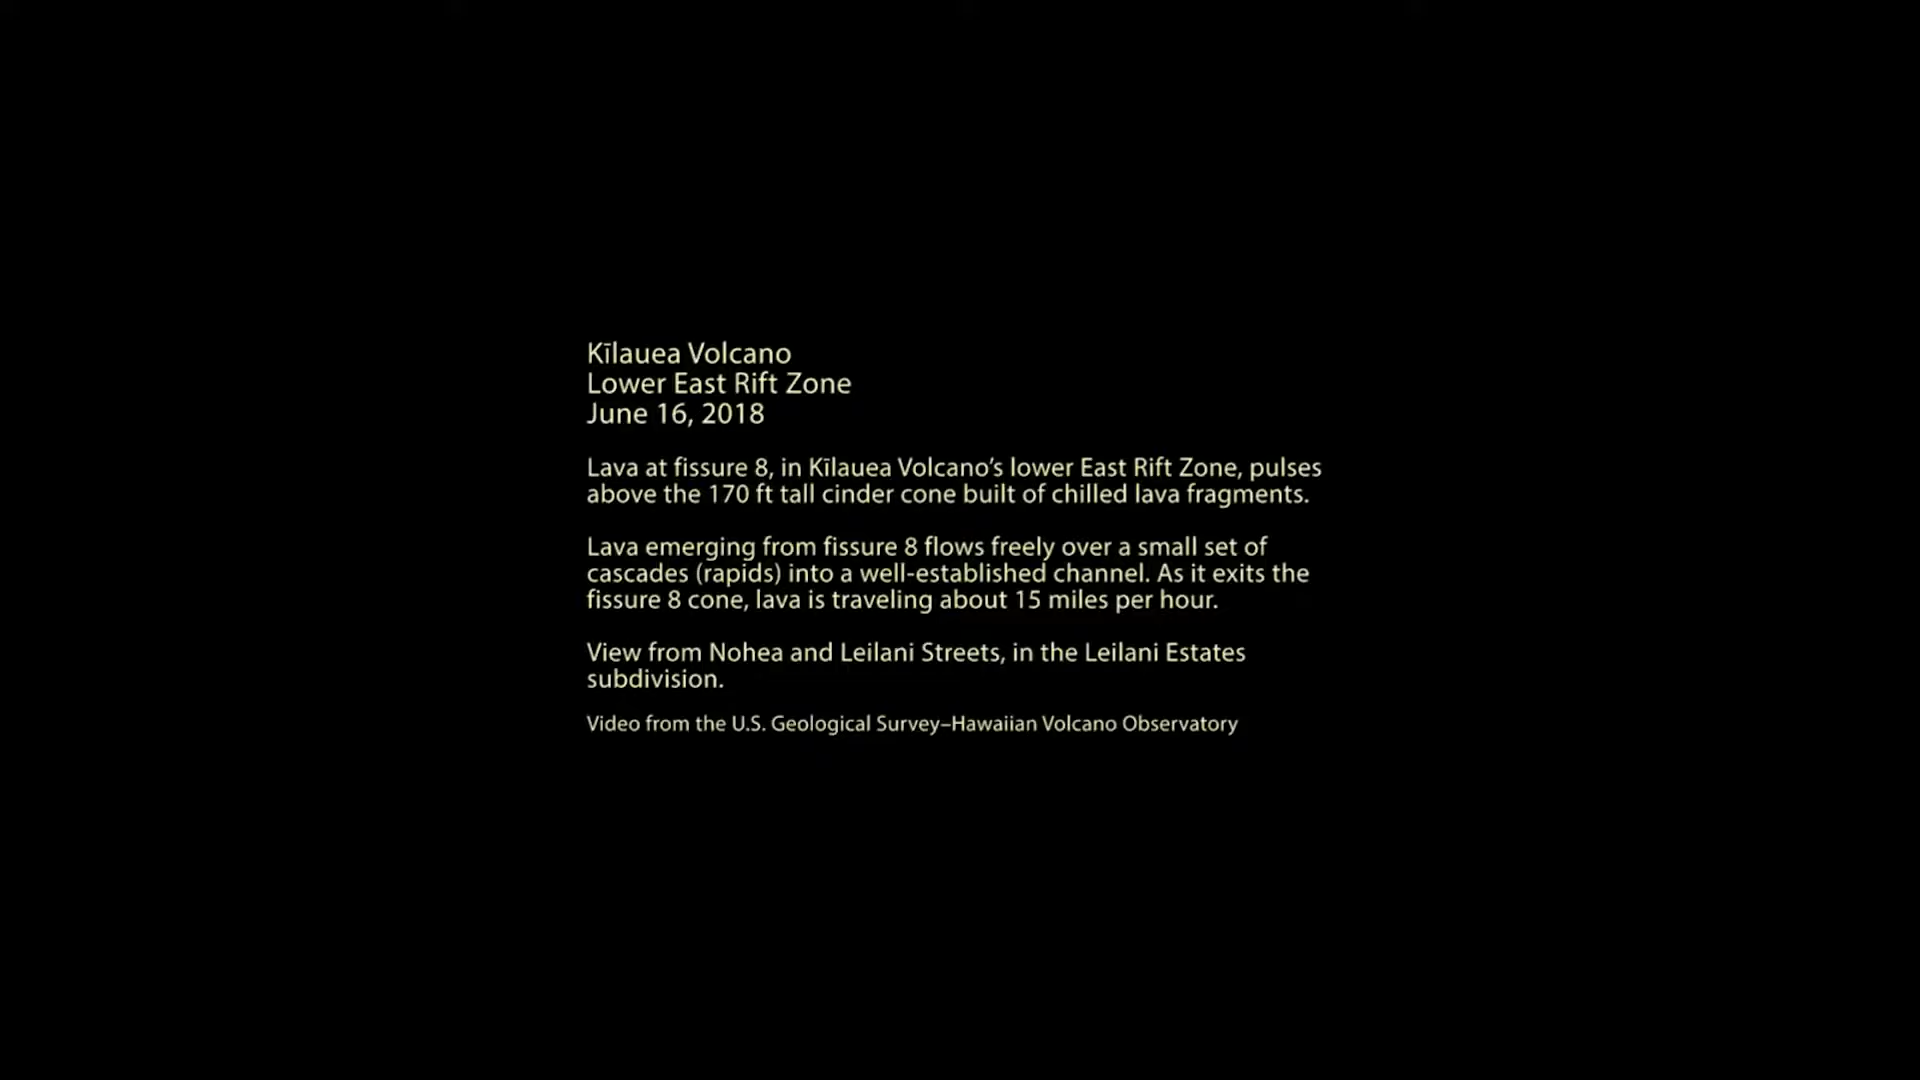 Kīlauea Volcano
Lower East Rift Zone
June 16, 2018
Lava at fissure 8, in Kīlauea Volcano’s lower East Rift Zone, pulses
above the 170 ft tall cinder cone built of chilled lava fragments.
Lava emerging from fissure 8 flows freely over a small set of
cascades (rapids) into a well-established channel. As it exits the
fissure 8 cone, lava is traveling about 15 miles per hour.
View from Nohea and Leilani Streets, in the Leilani Estates
subdivision.
Video from the U.S. Geological Survey–Hawaiian Volcano Observatory